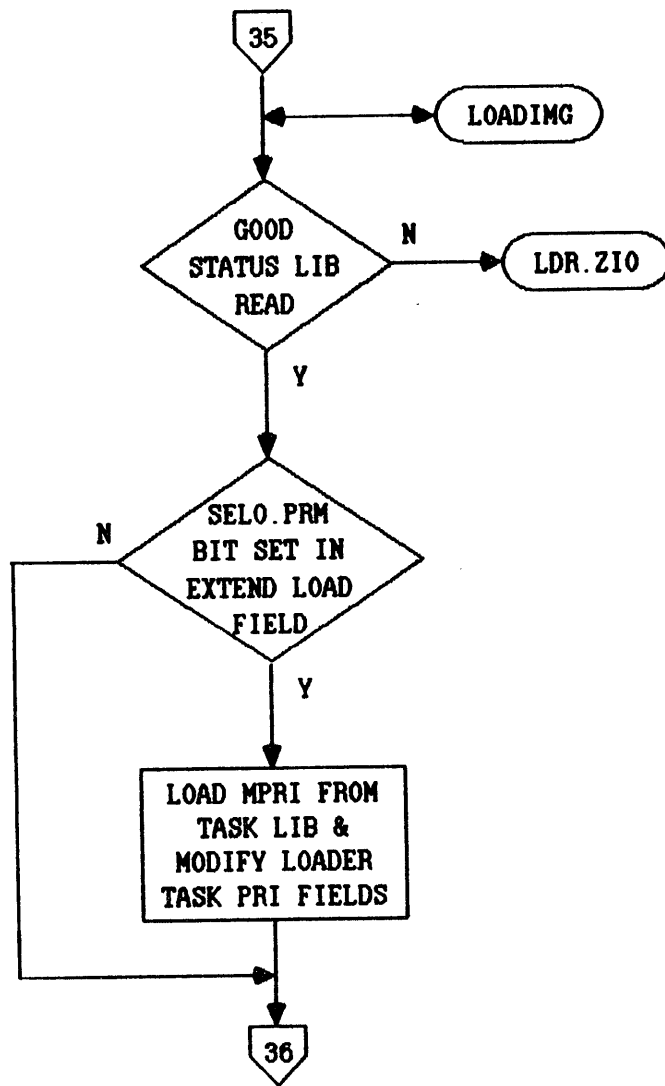 35
LOADIMG
GOOD
STATUS LIB
READ
N
LDR.ZIO
Y
N
SELO.PRM
BIT SET IN
EXTEND LOAD
FIELD
Y
LOAD MPRI FROM
TASK LIB &
MODIFY LOADER
TASK PRI FIELDS
36